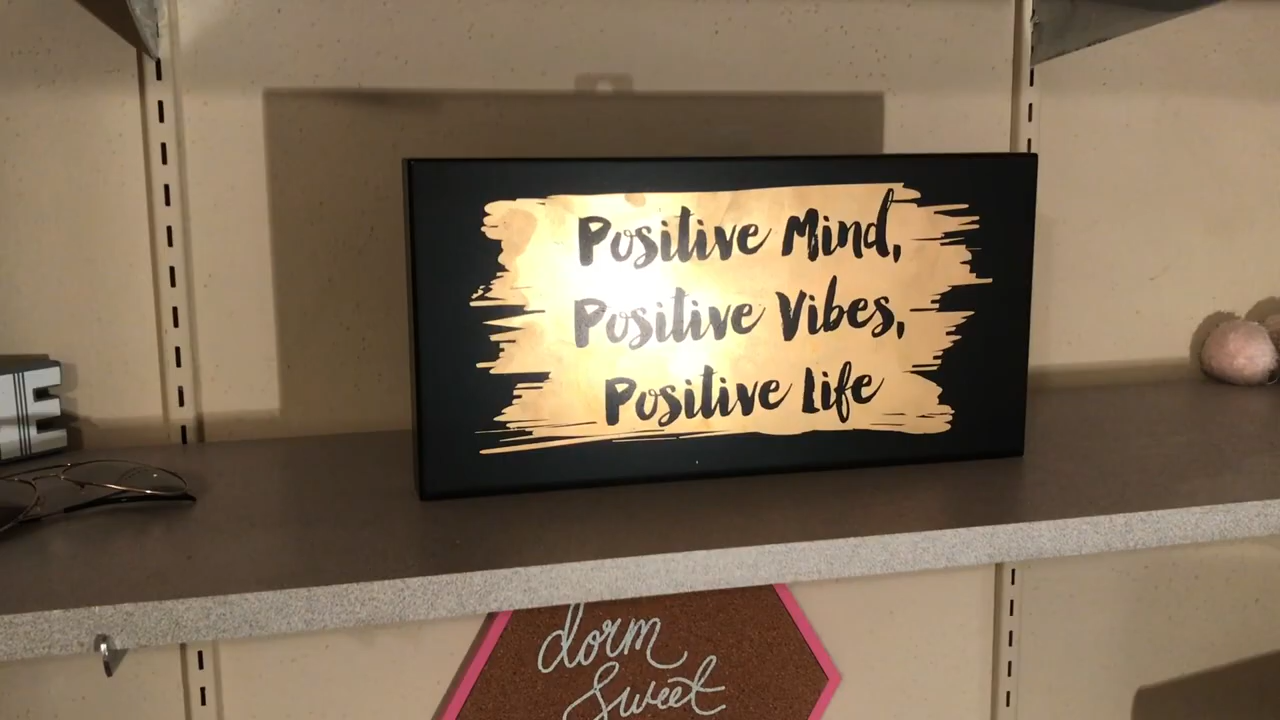 Positive Mind,
Positive Vibes,
Positive Life
dorm
sweet